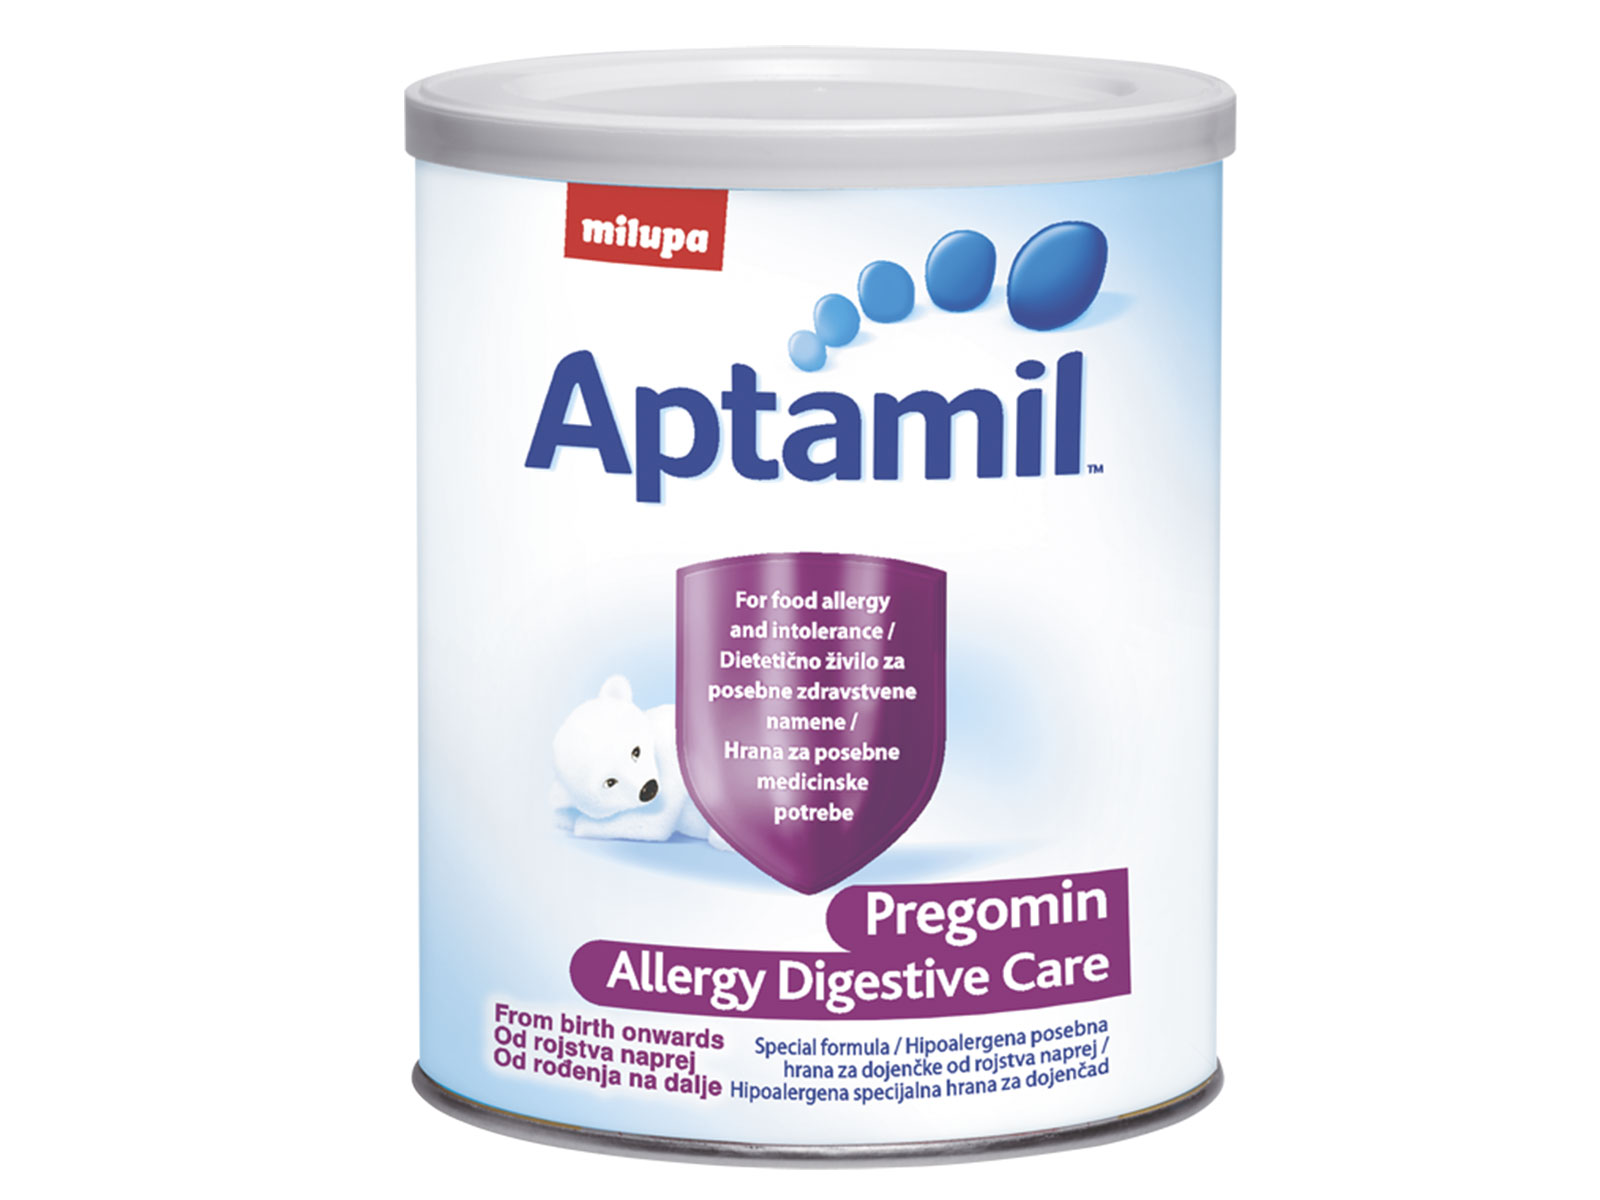 milupa
Aptamil™
For food allergy
and intolerance /
Dietetično živilo za
posebne zdravstvene
namene /
Hrana za posebne
medicinske
potrebe
Pregomin
Allergy Digestive Care
From birth onwards
Od rojstva naprej
Od rođenja na dalje
Special formula / Hipoalergena posebna
hrana za dojenčke od rojstva naprej /
Hipoalergena specijalna hrana za dojenčad